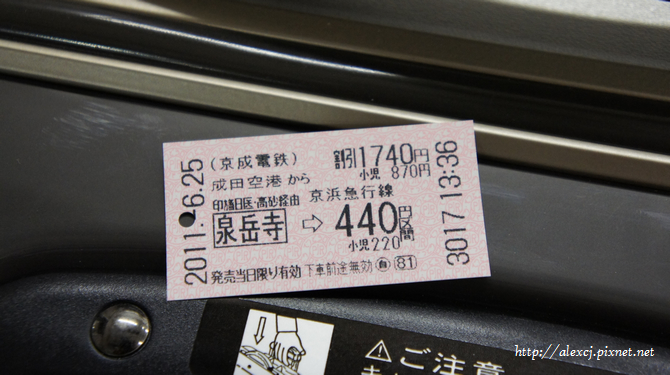 2011.-6.25
(京成電鉄)
割引1740円
成田空港から
小児 870円
印旛日医・高砂経由
京浜急行線
泉岳寺 ⇨ 440円区間
小児220
発売当日限り有効 下車前途無効 ㊀ 81
3017 13:36
⚠ご注意
http://alexcj.pixnet.net